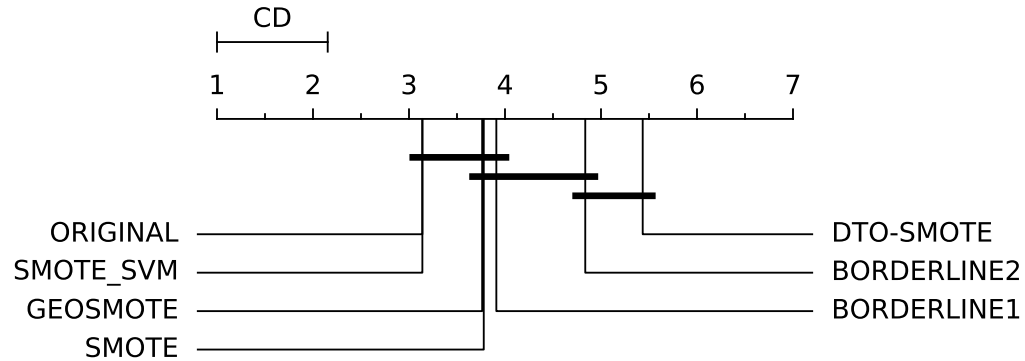 CD
1 2 3 4 5 6 7
ORIGINAL
DTO-SMOTE
SMOTE_SVM
BORDERLINE2
GEOSMOTE
BORDERLINE1
SMOTE